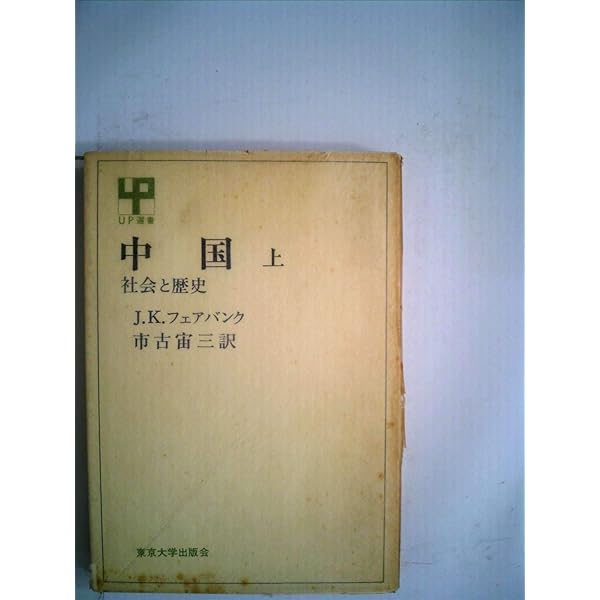 UP
UP選書
中国 上
社会と歴史
J.K.フェアバンク
市古宙三訳
東京大学出版会